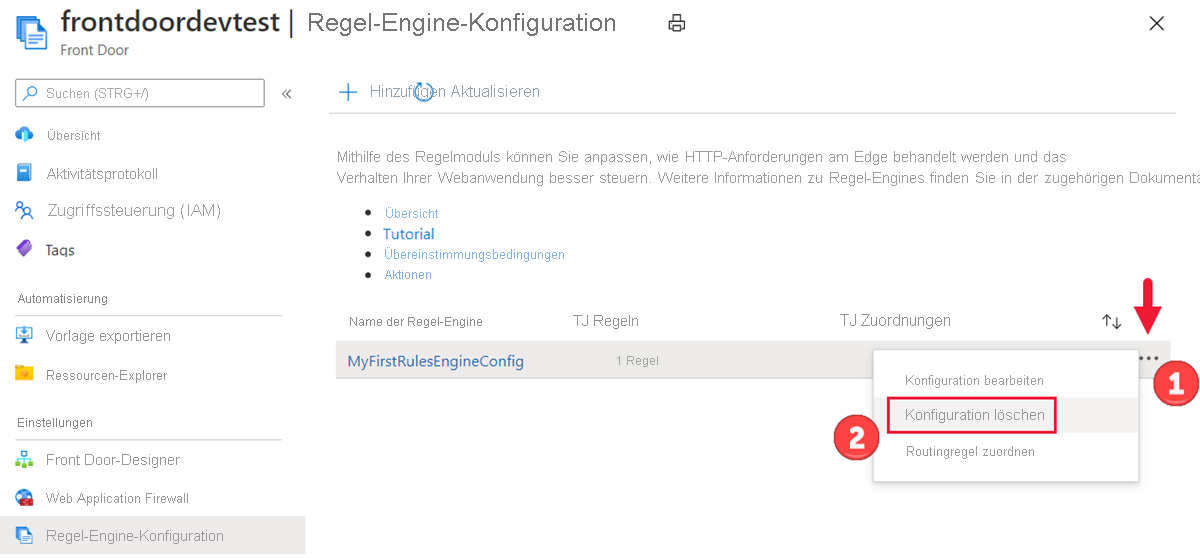 frontdoordevtest | Regel-Engine-Konfiguration
Front Door
Suchen (STRG+/)
«
Übersicht
Aktivitätsprotokoll
Zugriffssteuerung (IAM)
Tags
Automatisierung
Vorlage exportieren
Ressourcen-Explorer
Einstellungen
Front Door-Designer
Web Application Firewall
Regel-Engine-Konfiguration
Hinzufügen Aktualisieren
Mithilfe des Regelmoduls können Sie anpassen, wie HTTP-Anforderungen am Edge behandelt werden und das
Verhalten Ihrer Webanwendung besser steuern. Weitere Informationen zu Regel-Engines finden Sie in der zugehörigen Dokumenta
• Übersicht
• Tutorial
• Übereinstimmungsbedingungen
• Aktionen
Name der Regel-Engine TJ Regeln TJ Zuordnungen
MyFirstRulesEngineConfig 1 Regel
1
Konfiguration bearbeiten
2 Konfiguration löschen
Routingregel zuordnen